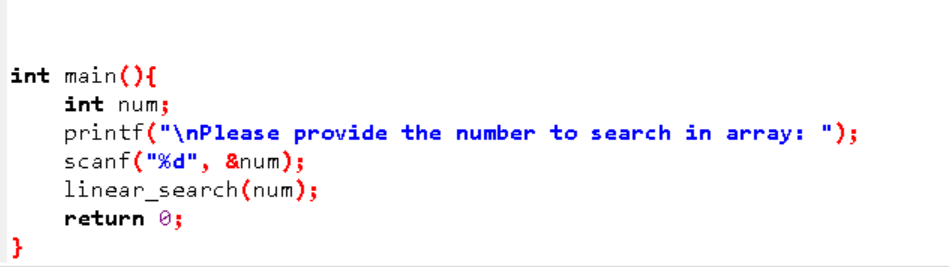 int main(){
    int num;
    printf("\nPlease provide the number to search in array: ");
    scanf("%d", &num);
    linear_search(num);
    return 0;
}